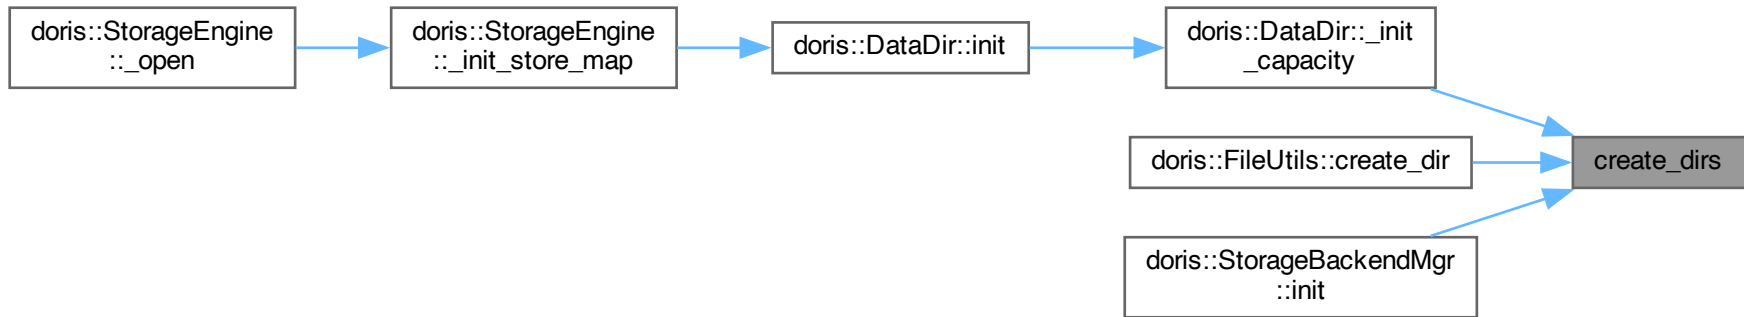 doris::StorageEngine
::_open
doris::StorageEngine
::_init_store_map
doris::DataDir::init
doris::DataDir::_init
_capacity
doris::FileUtils::create_dir
create_dirs
doris::StorageBackendMgr
::init